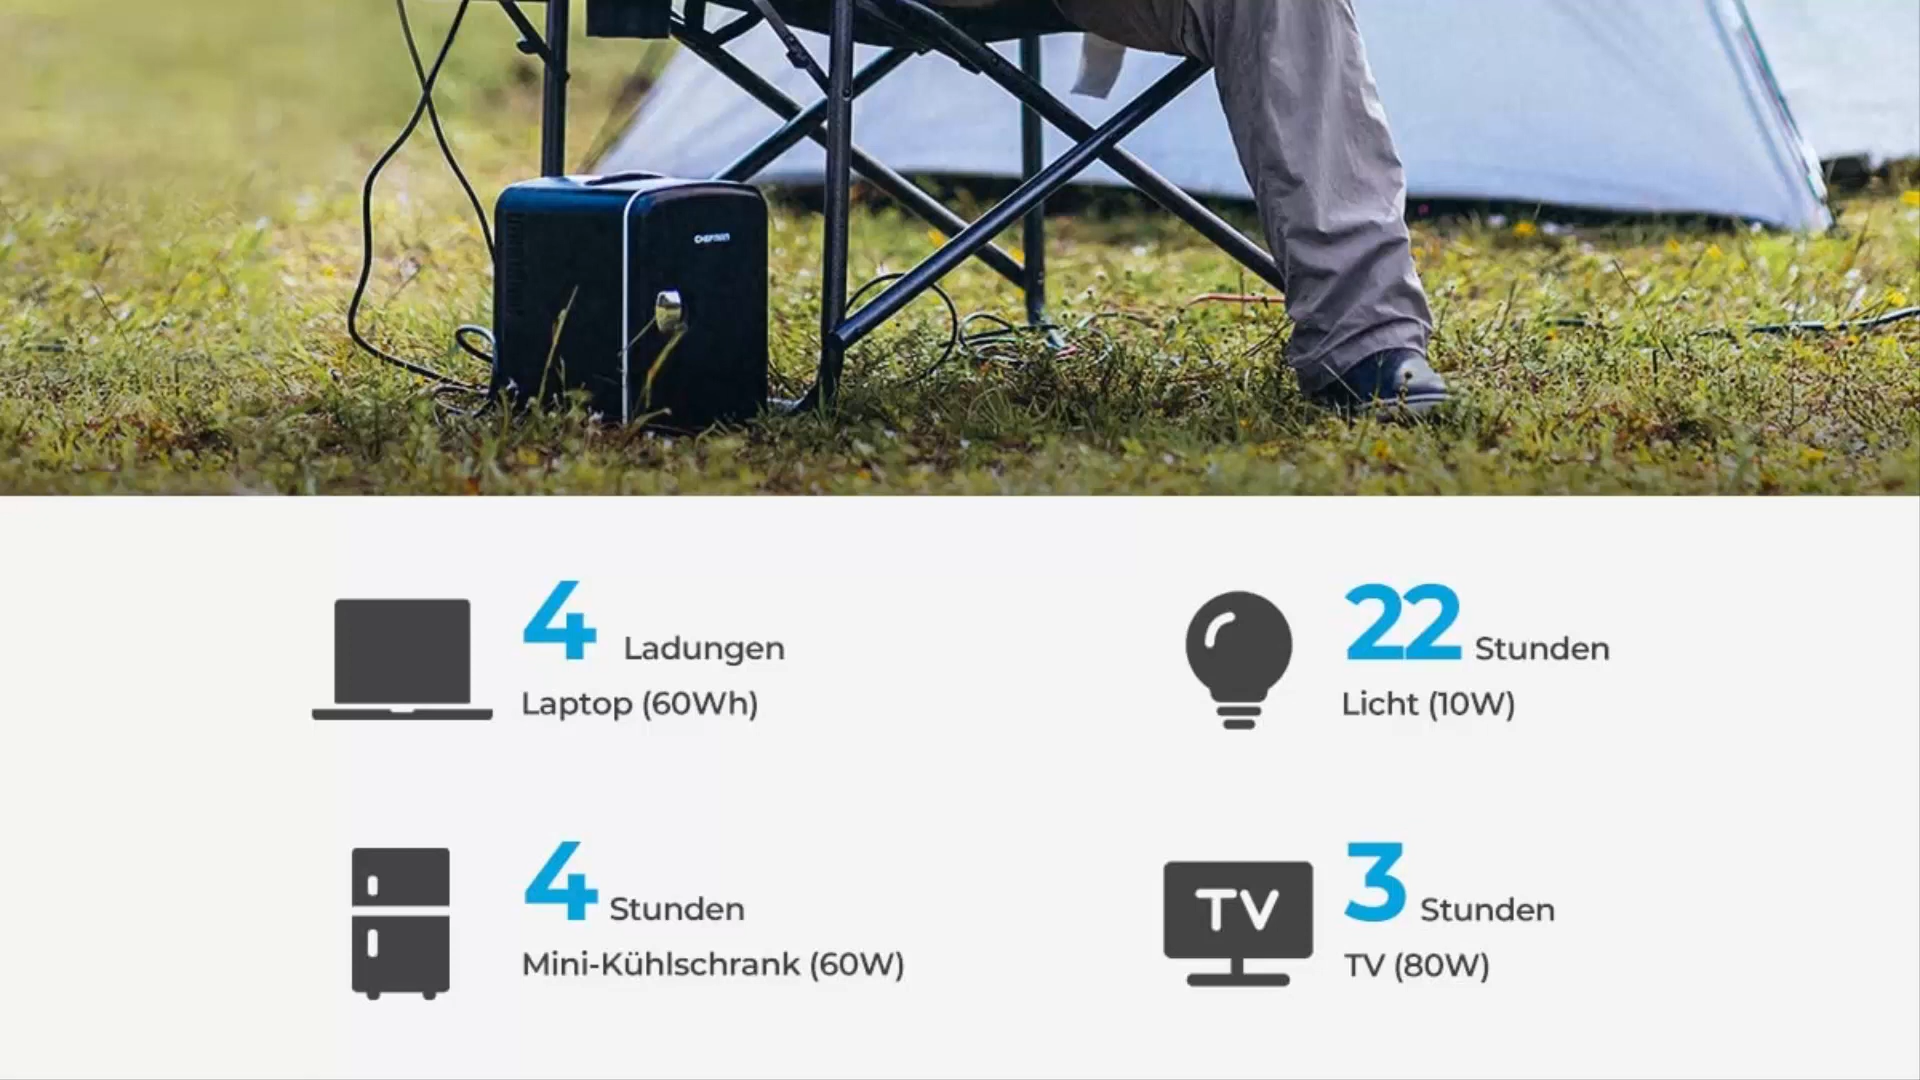 4 Ladungen
Laptop (60Wh)
22 Stunden
Licht (10W)
4 Stunden
Mini-Kühlschrank (60W)
TV
3 Stunden
TV (80W)